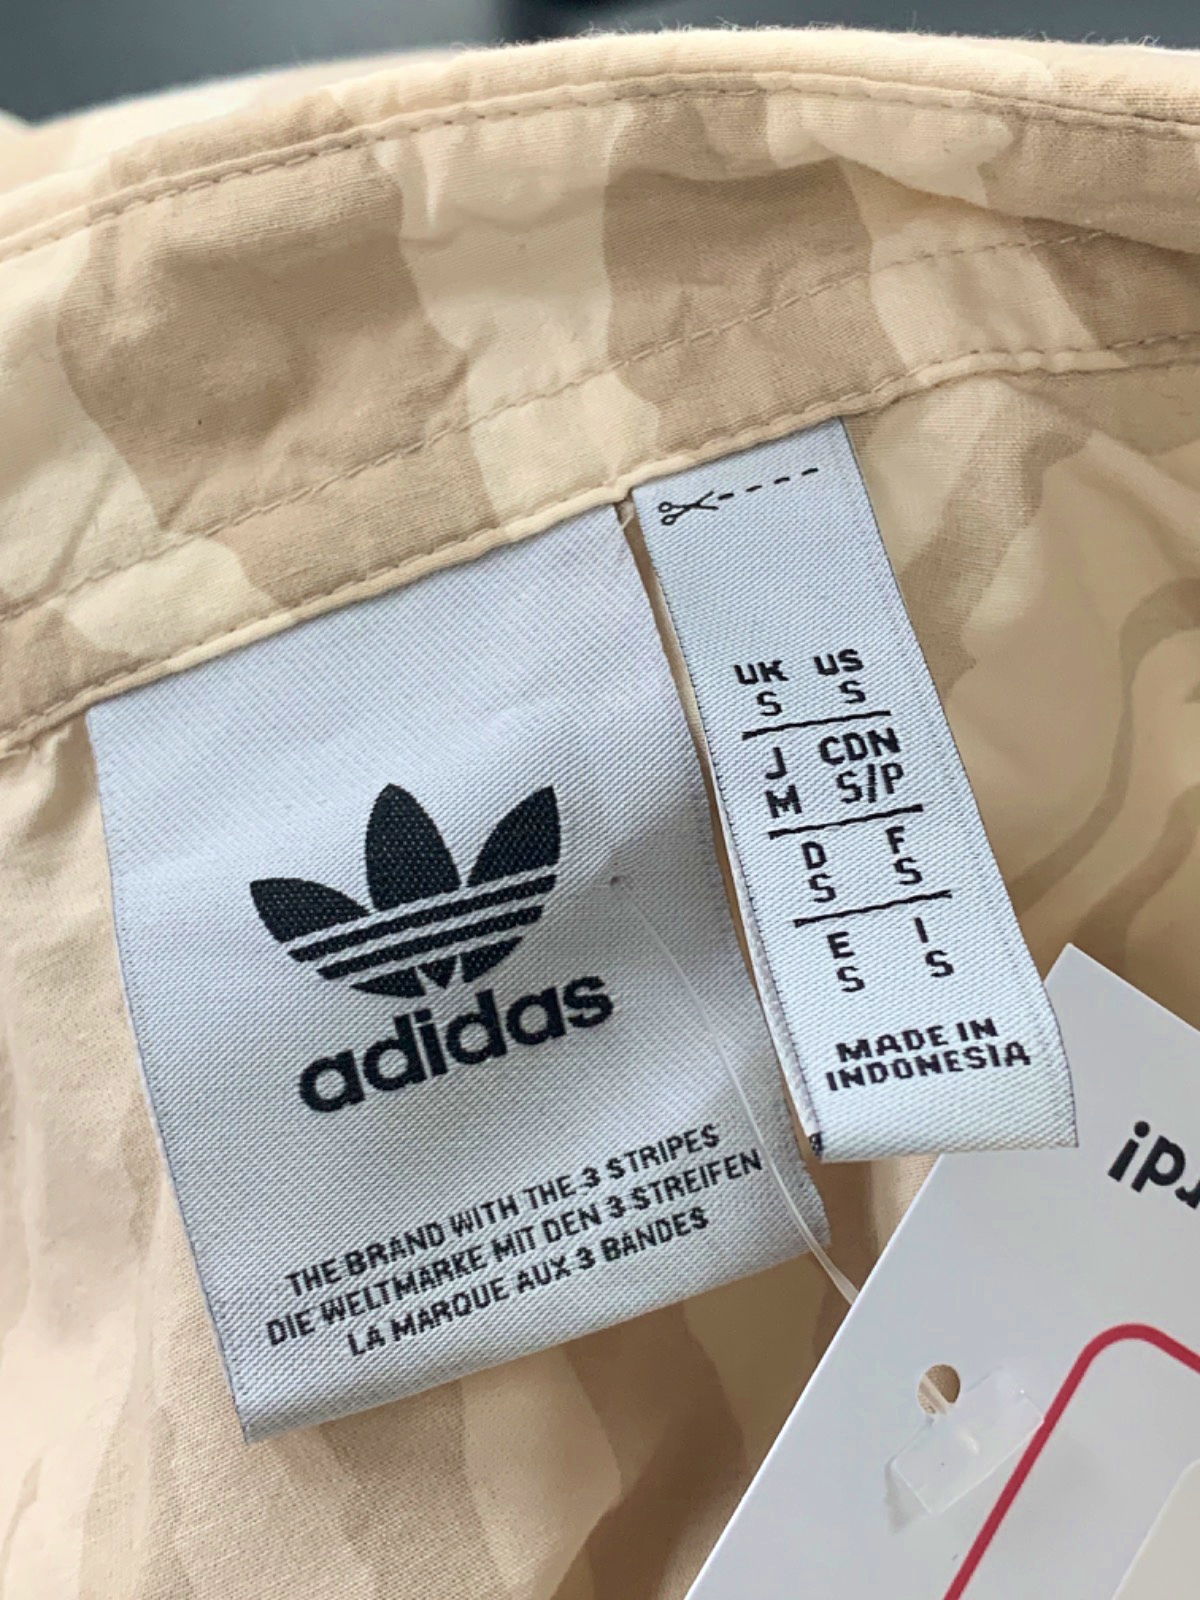 adidas
THE BRAND WITH THE 3 STRIPES
DIE WELTMARKE MIT DEN 3 STREIFEN
LA MARQUE AUX 3 BANDES
UK US
S S
J CDN
M S/P
D F
S S
E I
S S
MADE IN
INDONESIA